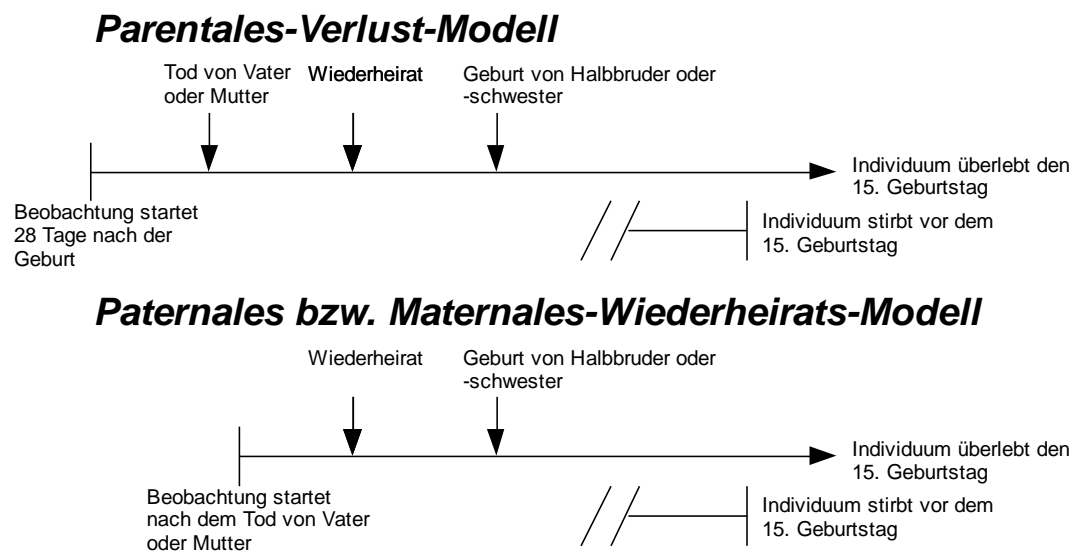 Parentales-Verlust-Modell
Tod von Vater
oder Mutter
Wiederheirat
Geburt von Halbbruder oder
-schwester
Individuum überlebt den
15. Geburtstag
Beobachtung startet
28 Tage nach der
Geburt
Individuum stirbt vor dem
15. Geburtstag
Paternales bzw. Maternales-Wiederheirats-Modell
Wiederheirat
Geburt von Halbbruder oder
-schwester
Individuum überlebt den
15. Geburtstag
Beobachtung startet
nach dem Tod von Vater
oder Mutter
Individuum stirbt vor dem
15. Geburtstag